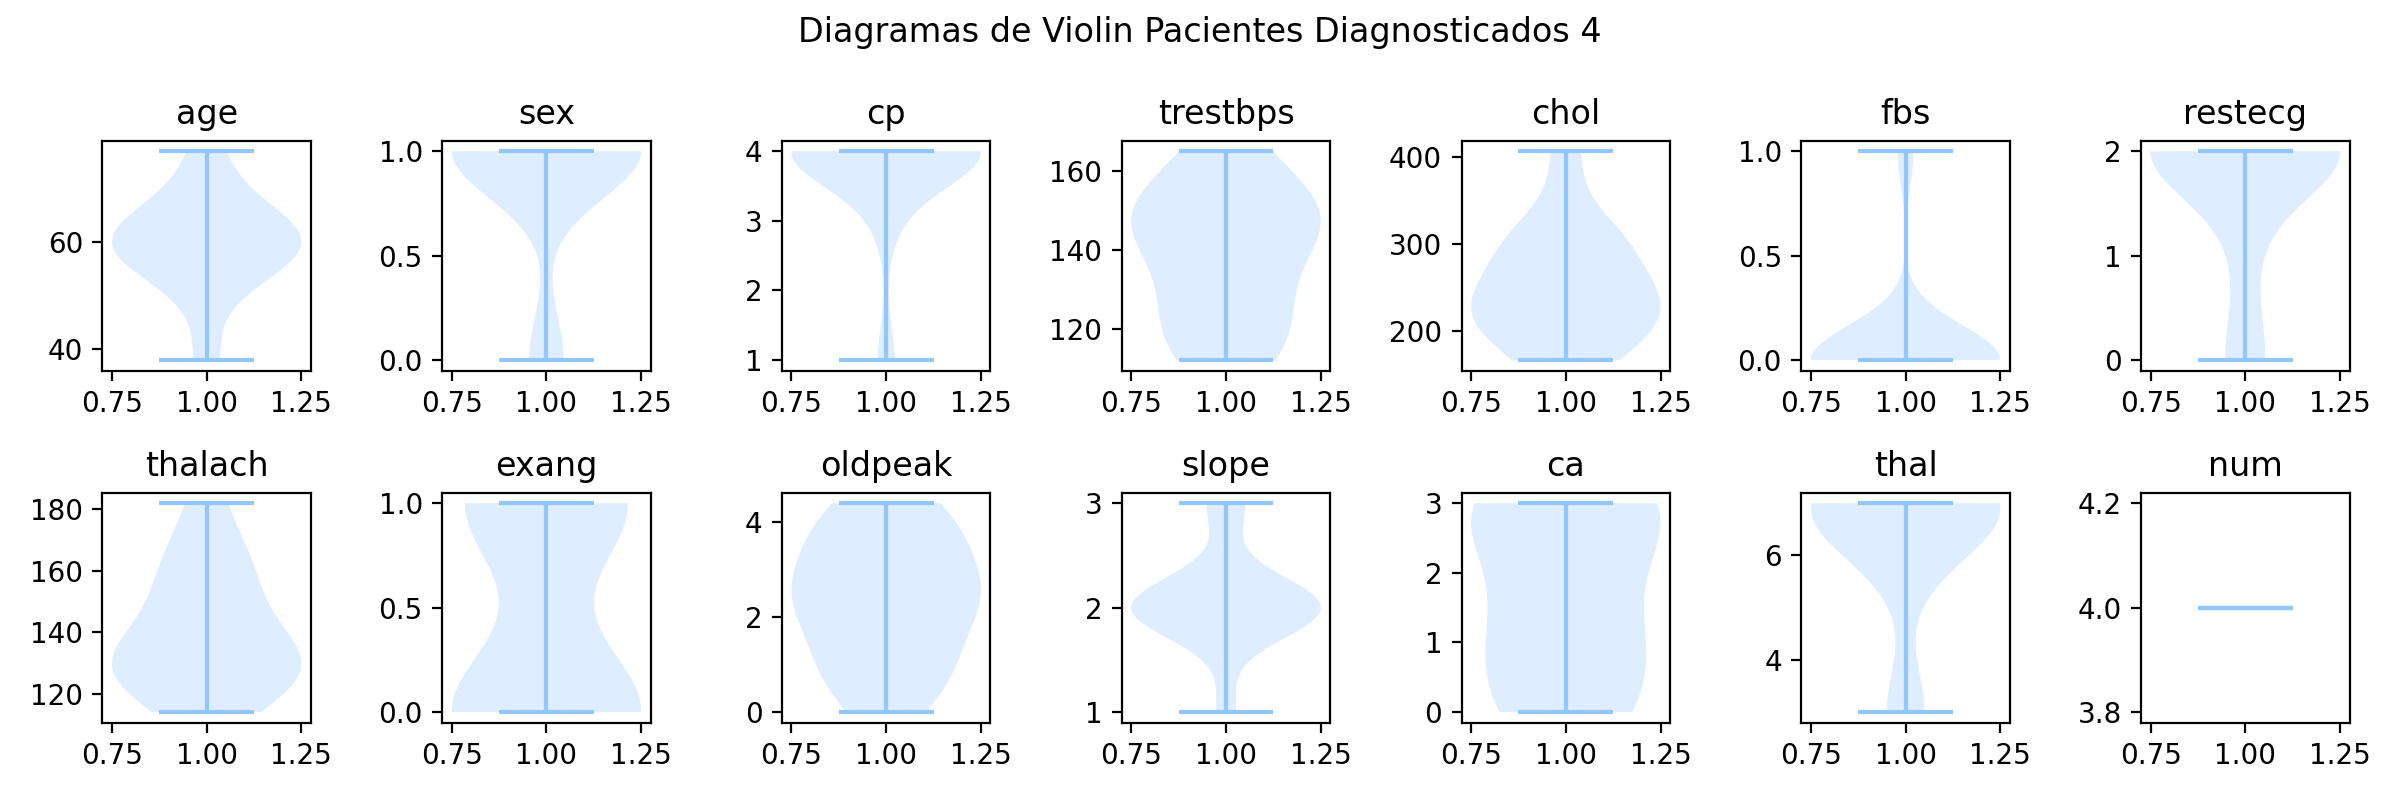 Diagramas de Violin Pacientes Diagnosticados 4
age sex cp trestbps chol fbs restecg
60
40
0.75 1.00 1.25
1.0
0.5
0.0
0.75 1.00 1.25
4
3
2
1
0.75 1.00 1.25
160
140
120
0.75 1.00 1.25
400
300
200
0.75 1.00 1.25
1.0
0.5
0.0
0.75 1.00 1.25
2
1
0
0.75 1.00 1.25
thalach exang oldpeak slope ca thal num
180
160
140
120
0.75 1.00 1.25
1.0
0.5
0.0
0.75 1.00 1.25
4
2
0
0.75 1.00 1.25
3
2
1
0.75 1.00 1.25
3
2
1
0
0.75 1.00 1.25
6
4
0.75 1.00 1.25
4.2
4.0
3.8
0.75 1.00 1.25